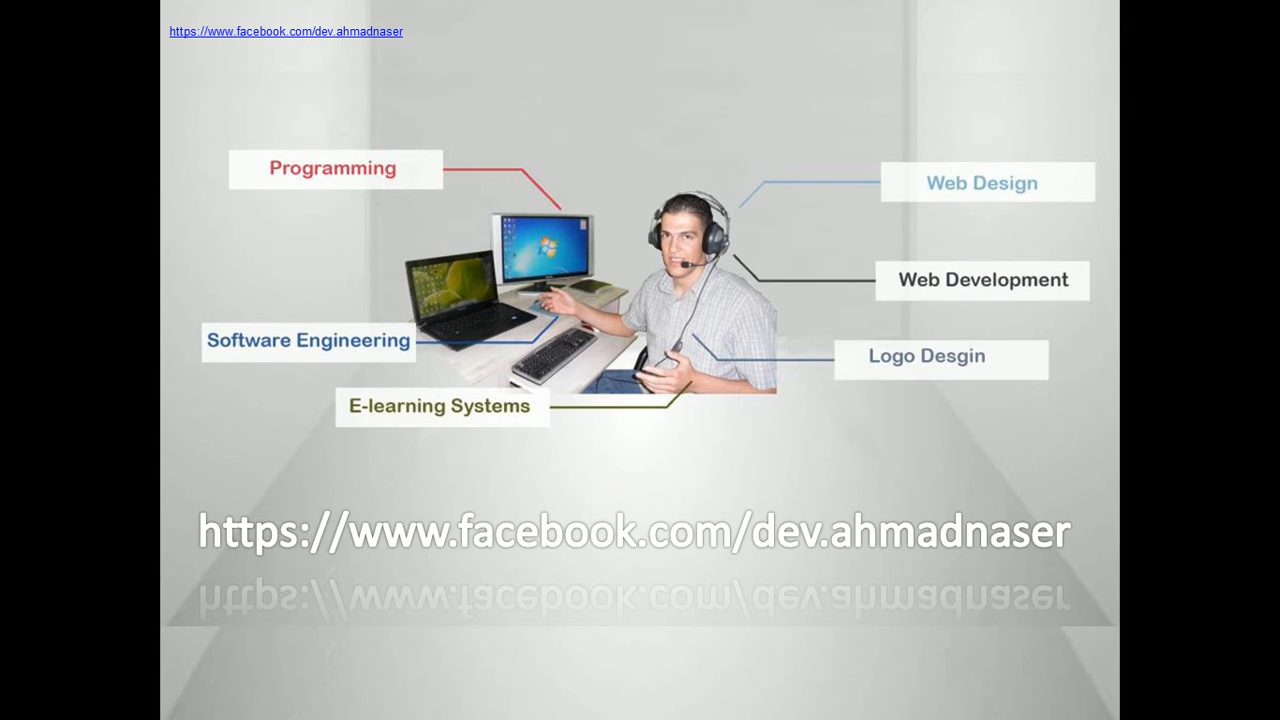 https://www.facebook.com/dev.ahmadnaser
Programming
Web Design
Web Development
Software Engineering
Logo Desgin
E-learning Systems
https://www.facebook.com/dev.ahmadnaser